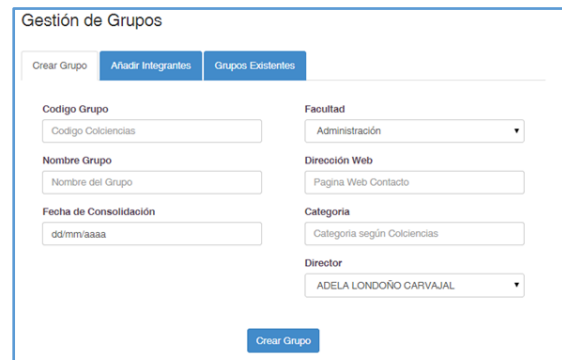 Gestión de Grupos
Crear Grupo
Añadir Integrantes
Grupos Existentes
Codigo Grupo
Codigo Colciencias
Nombre Grupo
Nombre del Grupo
Fecha de Consolidación
dd/mm/aaaa
Facultad
Administración
Dirección Web
Pagina Web Contacto
Categoria
Categoria según Colciencias
Director
ADELA LONDOÑO CARVAJAL
Crear Grupo